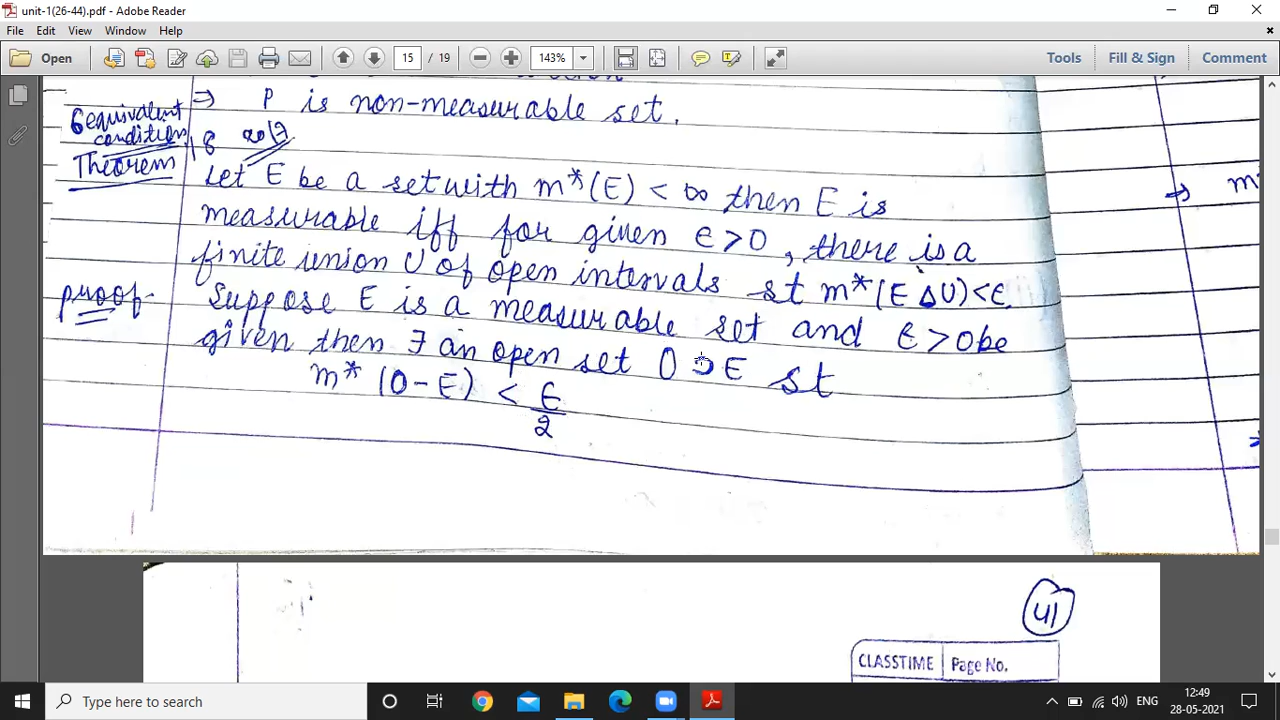 unit-1(26-44).pdf - Adobe Reader
File Edit View Window Help
Open 15 / 19 143% Tools Fill & Sign Comment
⇒ P is non-measurable set.
6 equivalent
condition
Theorem 18
Let E be a set with m*(E) < ∞ then E is
measurable iff for given ϵ > 0, there is a
finite union U of open intervals st m*(E Δ U) < ϵ.
proof- Suppose E is a measurable set and ϵ > 0 be
given then ∃ an open set O ⊃ E st
m* (O - E) < ϵ/2
⇒ m
41
CLASSTIME Page No.
Type here to search
ENG
12:49
28-05-2021